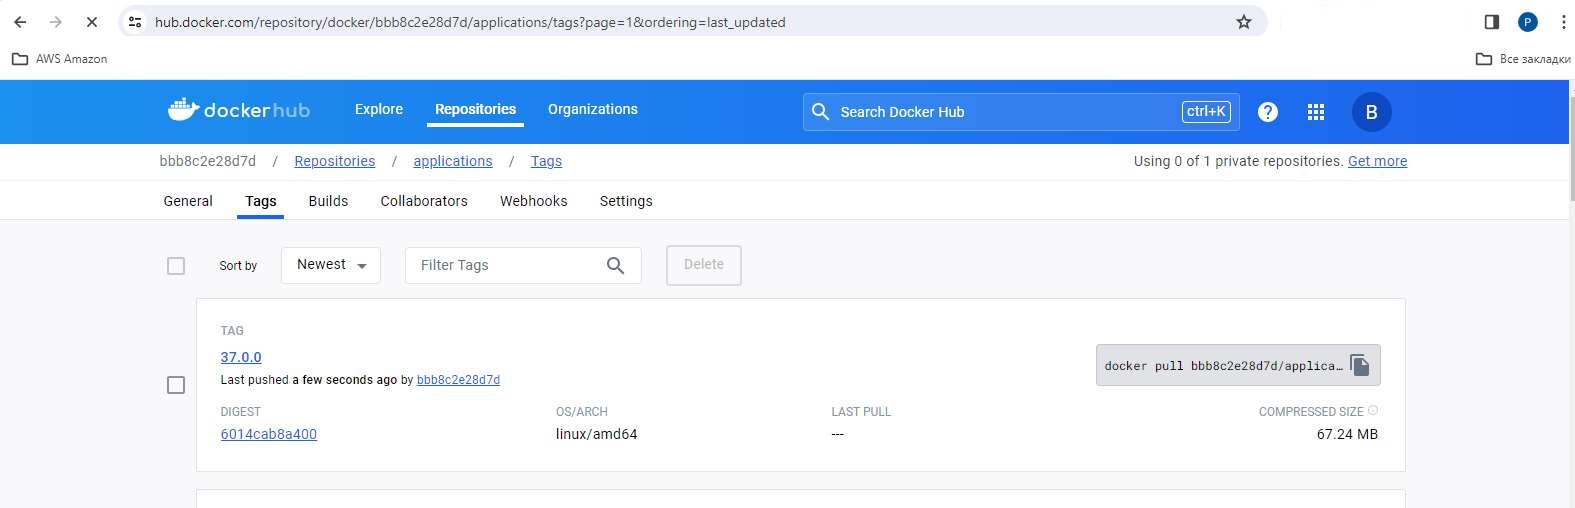 hub.docker.com/repository/docker/bbb8c2e28d7d/applications/tags?page=1&ordering=last_updated
P
AWS Amazon
Все закладки
dockerhub Explore Repositories Organizations Search Docker Hub ctrl+K ? B
bbb8c2e28d7d / Repositories / applications / Tags Using 0 of 1 private repositories. Get more
General Tags Builds Collaborators Webhooks Settings
Sort by Newest Filter Tags Delete
TAG
37.0.0
docker pull bbb8c2e28d7d/applica…
Last pushed a few seconds ago by bbb8c2e28d7d
DIGEST OS/ARCH LAST PULL COMPRESSED SIZE
6014cab8a400 linux/amd64 --- 67.24 MB